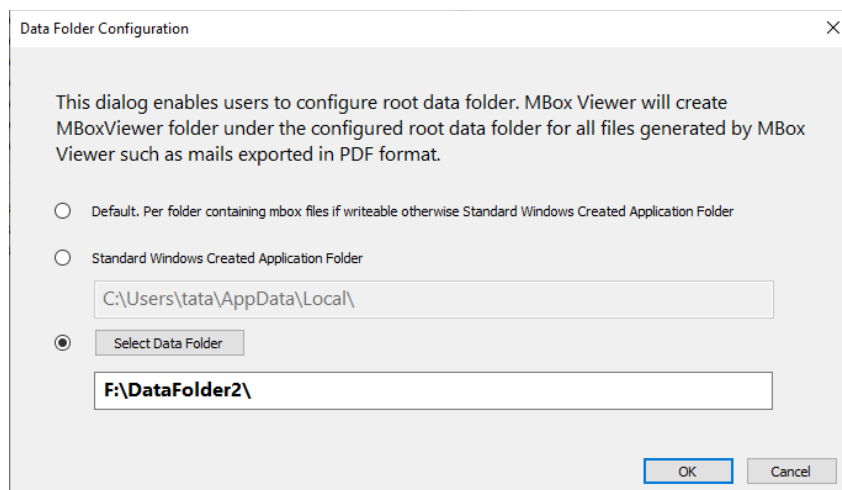 Data Folder Configuration
This dialog enables users to configure root data folder. MBox Viewer will create
MBoxViewer folder under the configured root data folder for all files generated by MBox
Viewer such as mails exported in PDF format.
Default. Per folder containing mbox files if writeable otherwise Standard Windows Created Application Folder
Standard Windows Created Application Folder
C:\Users\tata\AppData\Local\
Select Data Folder
F:\DataFolder2\
OK Cancel